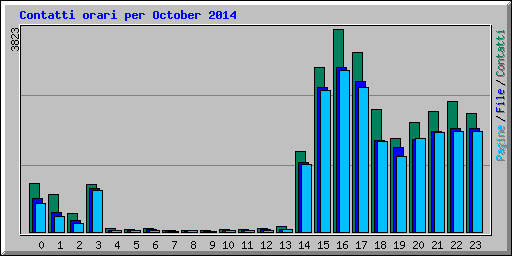 Contatti orari per October 2014
3823
Pagine / File / Contatti
0 1 2 3 4 5 6 7 8 9 10 11 12 13 14 15 16 17 18 19 20 21 22 23